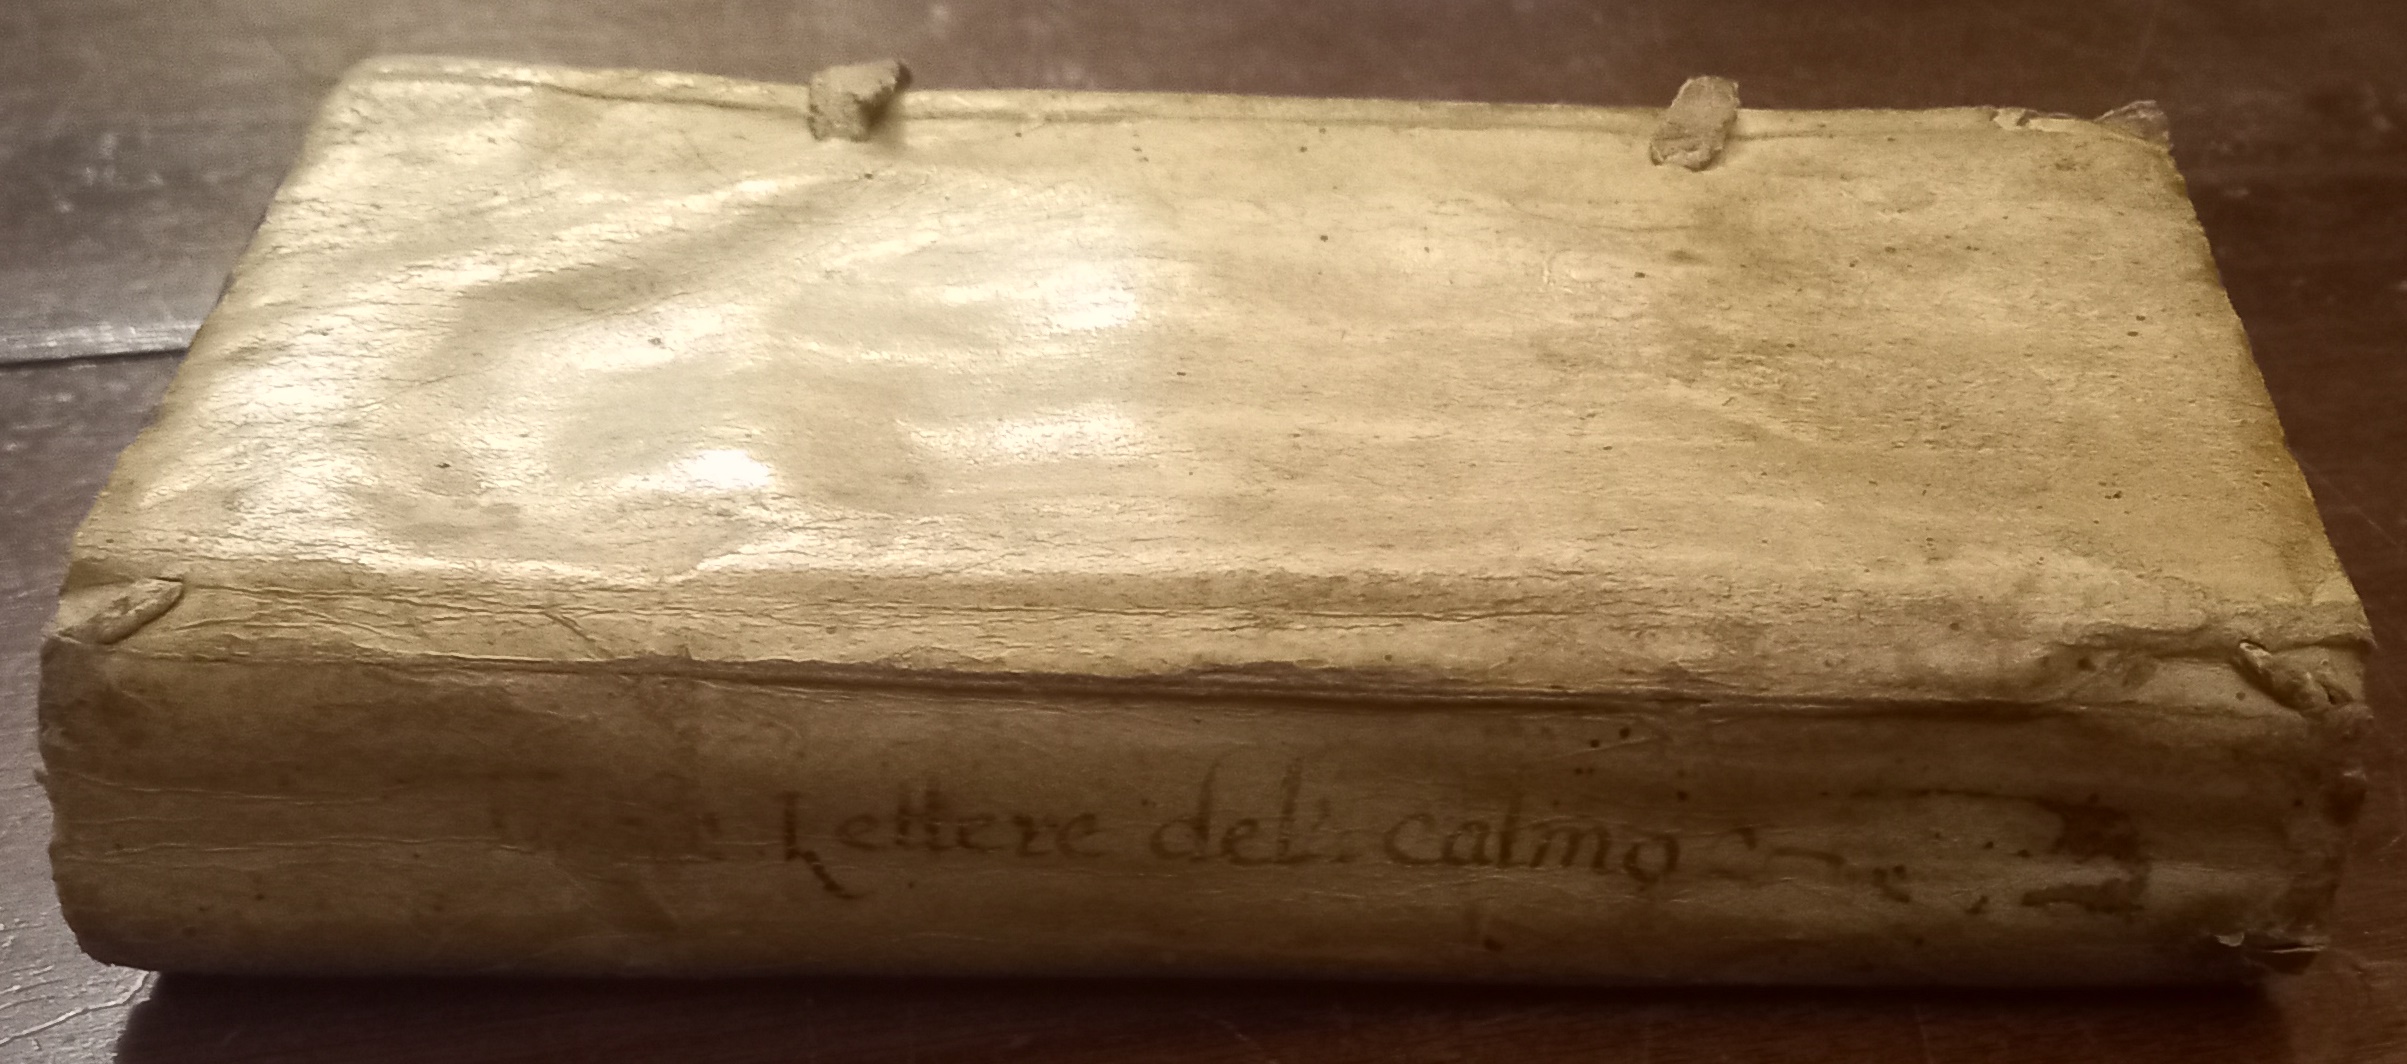 Lettere del calmo